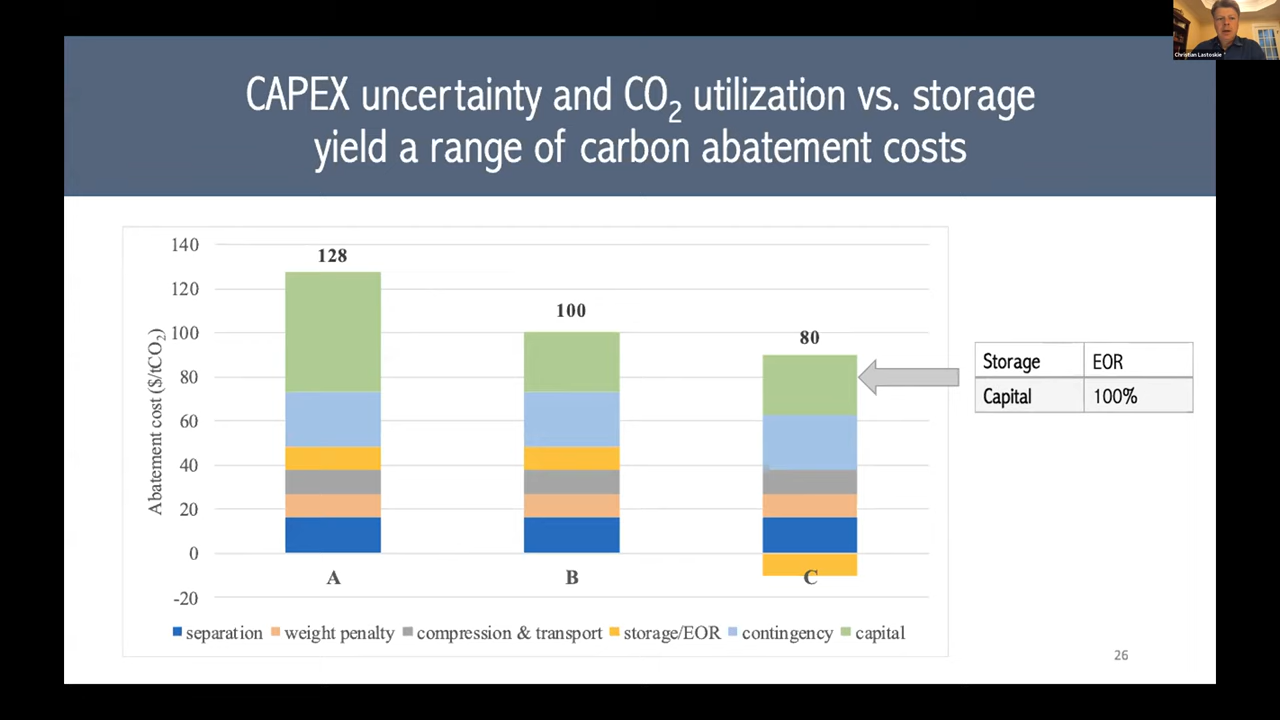 Christian Lastoskie
CAPEX uncertainty and CO₂ utilization vs. storage
yield a range of carbon abatement costs
Abatement cost ($/tCO₂)
140
120
100
80
60
40
20
0
-20
128
100
80
A
B
C
separation weight penalty compression & transport storage/EOR contingency capital
Storage EOR
Capital 100%
26